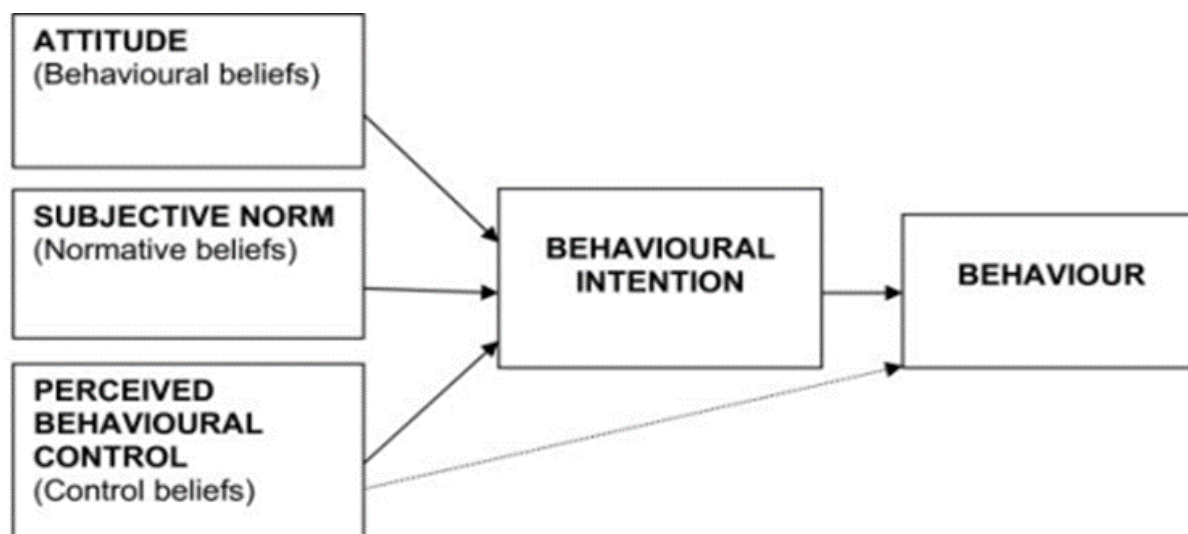 ATTITUDE
(Behavioural beliefs)
SUBJECTIVE NORM
(Normative beliefs)
PERCEIVED
BEHAVIOURAL
CONTROL
(Control beliefs)
BEHAVIOURAL
INTENTION
BEHAVIOUR